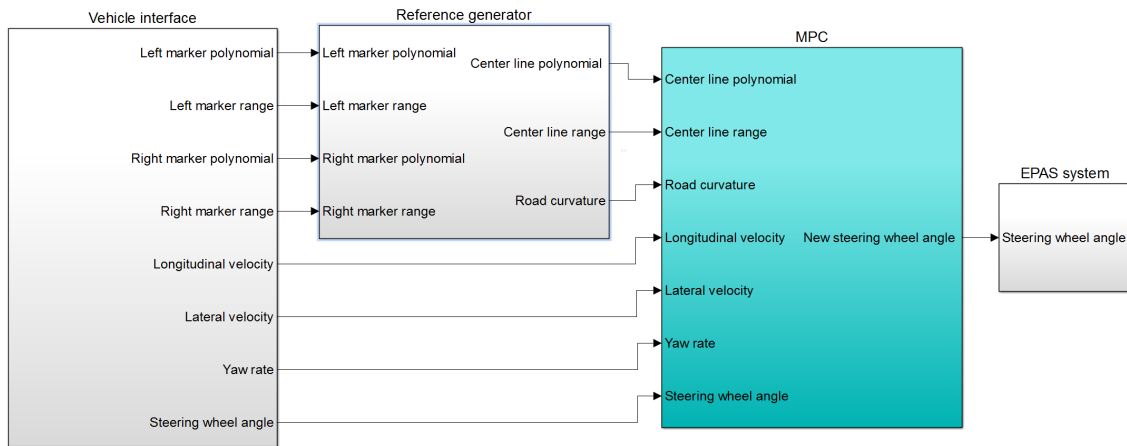 Vehicle interface
Left marker polynomial
Left marker range
Right marker polynomial
Right marker range
Longitudinal velocity
Lateral velocity
Yaw rate
Steering wheel angle
Reference generator
Left marker polynomial
Left marker range
Right marker polynomial
Right marker range
Center line polynomial
Center line range
Road curvature
MPC
Center line polynomial
Center line range
Road curvature
Longitudinal velocity
Lateral velocity
Yaw rate
Steering wheel angle
New steering wheel angle
EPAS system
Steering wheel angle